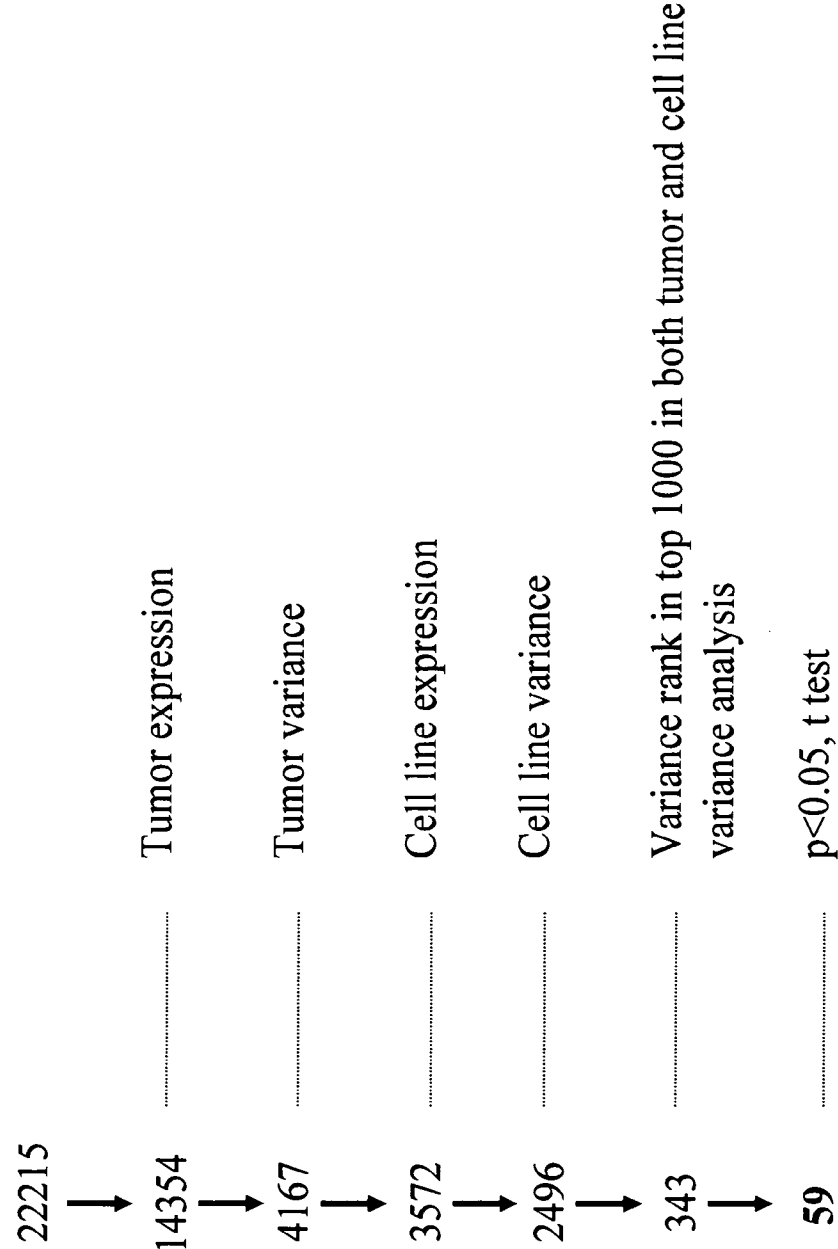 22215
14354 Tumor expression
4167 Tumor variance
3572 Cell line expression
2496 Cell line variance
343 Variance rank in top 1000 in both tumor and cell line
variance analysis
59 p<0.05, t test